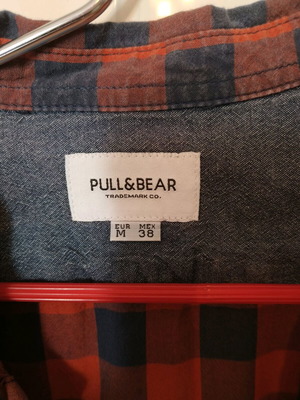 PULL&BEAR
TRADEMARK CO.
EUR MEX
M 38